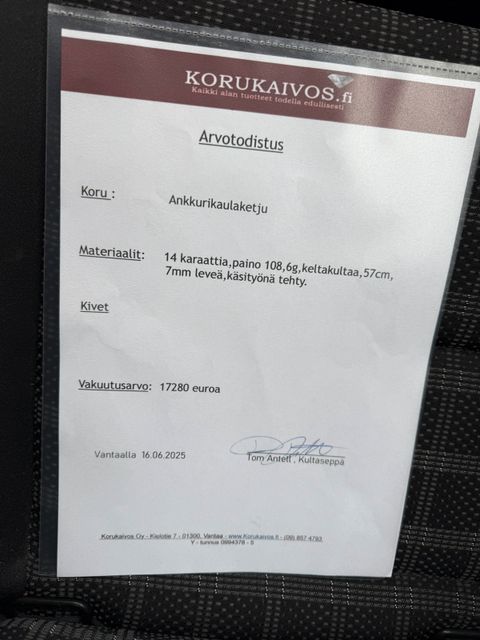 KORUKAIVOS.fi
Kaikki alan tuotteet todella edullisesti
Arvotodistus
Koru : Ankkurikaulaketju
Materiaalit: 14 karaattia,paino 108,6g,keltakultaa,57cm,
7mm leveä,käsityönä tehty.
Kivet
Vakuutusarvo: 17280 euroa
Vantaalla 16.06.2025
Tom Antell , Kultaseppä
Korukaivos Oy - Kielotie 7 - 01300, Vantaa - www.Korukaivos.fi - (09) 857 4793
Y - tunnus 0994378 - 5